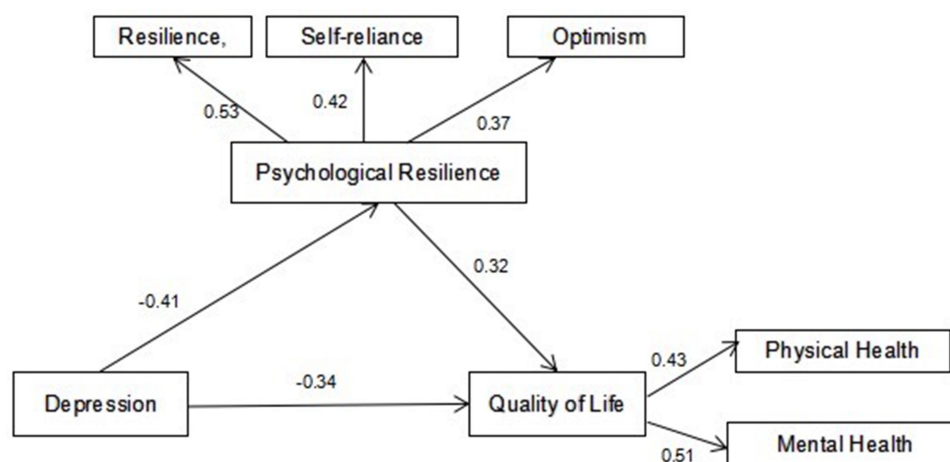 Resilience,
Self-reliance
Optimism
0.53
0.42
0.37
Psychological Resilience
-0.41
0.32
Depression
-0.34
Quality of Life
0.43
Physical Health
0.51
Mental Health